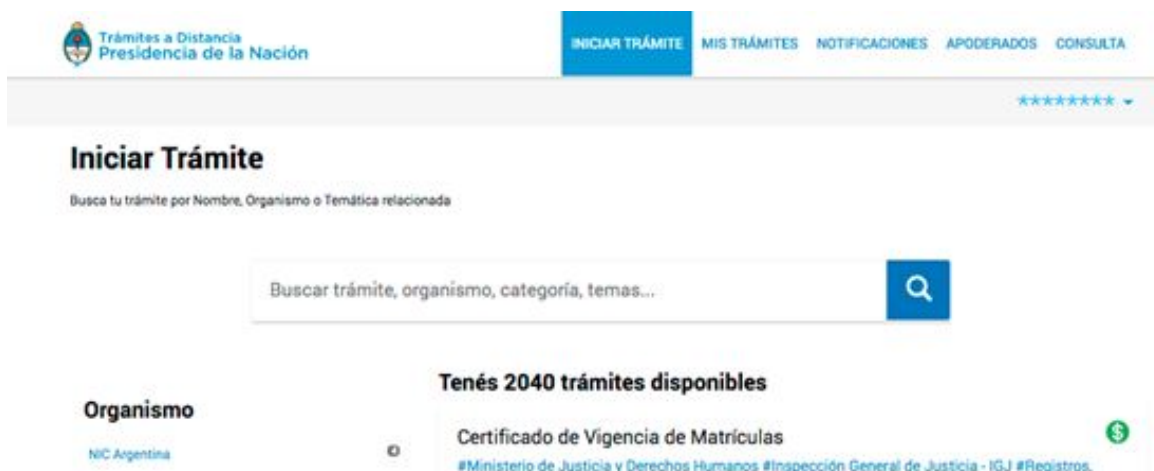 Trámites a Distancia
Presidencia de la Nación
INICIAR TRÁMITE MIS TRÁMITES NOTIFICACIONES APODERADOS CONSULTA
********
Iniciar Trámite
Busca tu trámite por Nombre, Organismo o Temática relacionada
Buscar trámite, organismo, categoría, temas...
Tenés 2040 trámites disponibles
Organismo
Certificado de Vigencia de Matrículas
$
NIC Argentina
#Ministerio de Justicia y Derechos Humanos #Inspección General de Justicia - IGJ #Registros,